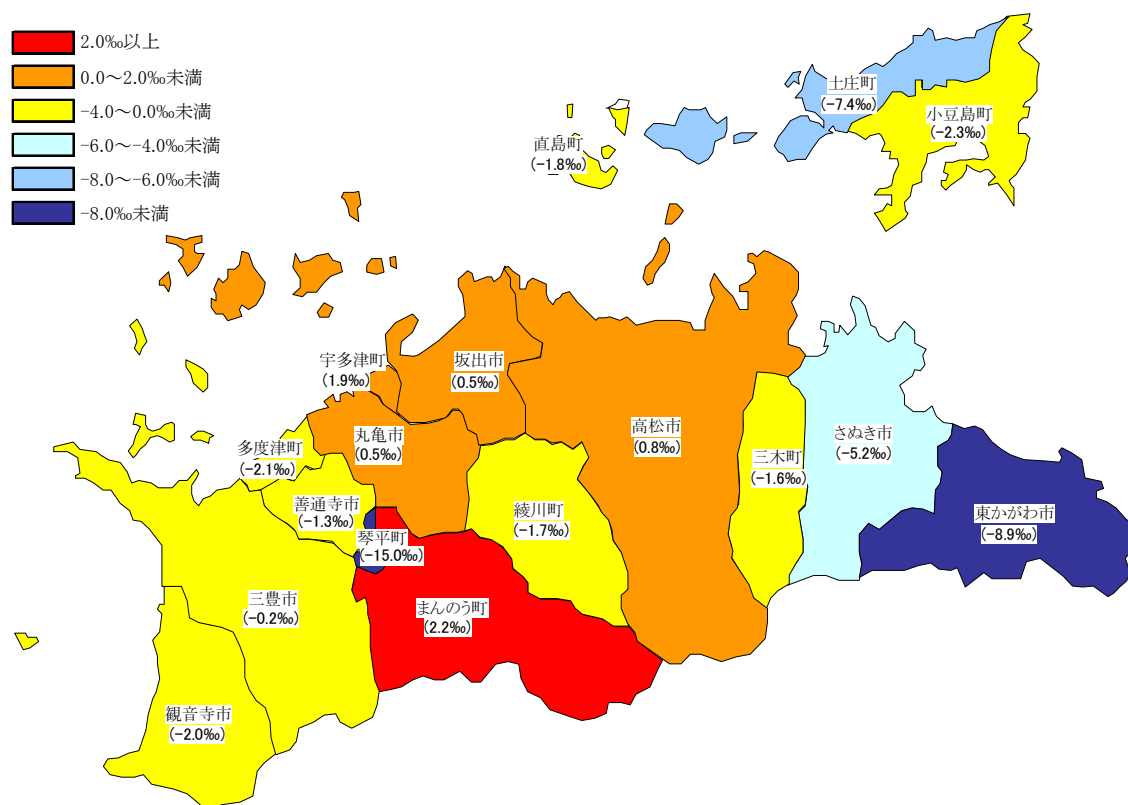 2.0‰以上
0.0～2.0‰未満
-4.0～0.0‰未満
-6.0～-4.0‰未満
-8.0～-6.0‰未満
-8.0‰未満
土庄町
(-7.4‰)
小豆島町
(-2.3‰)
直島町
(-1.8‰)
宇多津町
(1.9‰)
坂出市
(0.5‰)
高松市
(0.8‰)
丸亀市
(0.5‰)
さぬき市
(-5.2‰)
多度津町
(-2.1‰)
三木町
(-1.6‰)
善通寺市
(-1.3‰)
綾川町
(-1.7‰)
東かがわ市
(-8.9‰)
琴平町
(-15.0‰)
三豊市
(-0.2‰)
まんのう町
(2.2‰)
観音寺市
(-2.0‰)